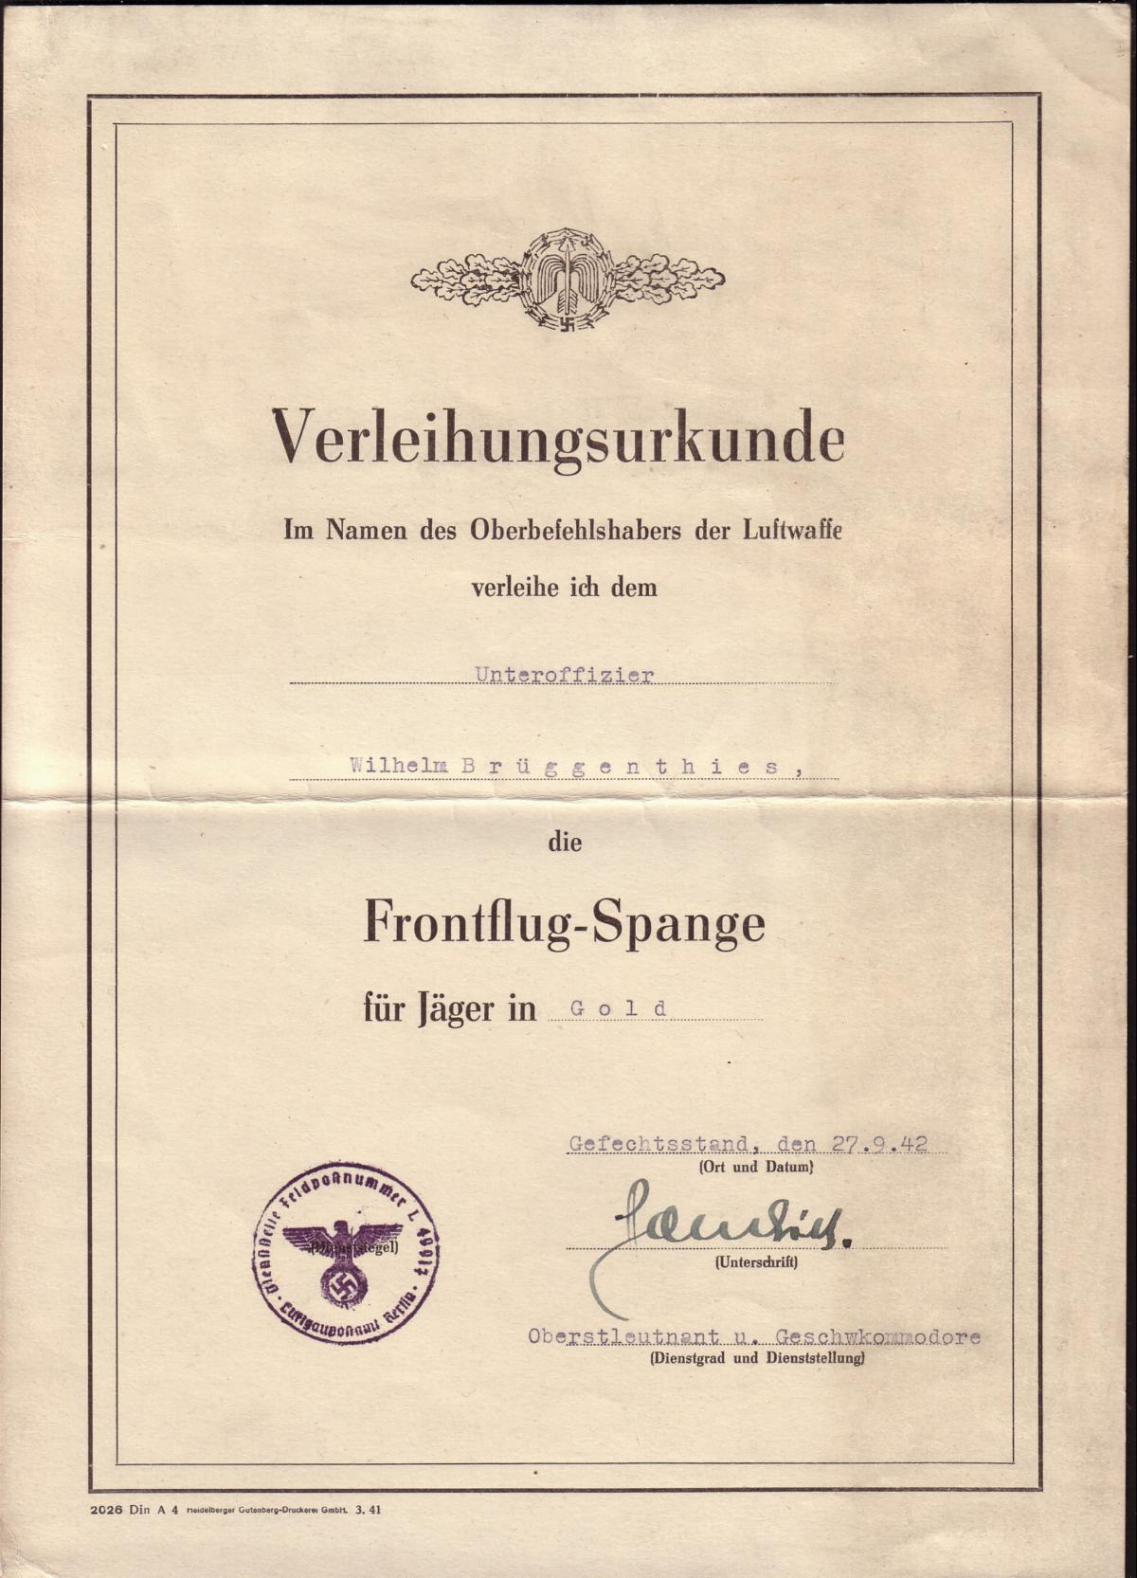 Verleihungsurkunde
Im Namen des Oberbefehlshabers der Luftwaffe
verleihe ich dem
Unteroffizier
Wilhelm B r ü g g e n t h i e s ,
die
Frontflug-Spange
für Jäger in G o l d
Gefechtsstand, den 27.9.42
(Ort und Datum)
(Unterschrift)
Oberstleutnant u. Geschwkommodore
(Dienstgrad und Dienststellung)
Dienststelle Feldpostnummer L 49917
(Dienstsiegel)
Luftgaupostamt Berlin
2026 Din A 4 Heidelberger Gutenberg-Druckerei GmbH. 3. 41